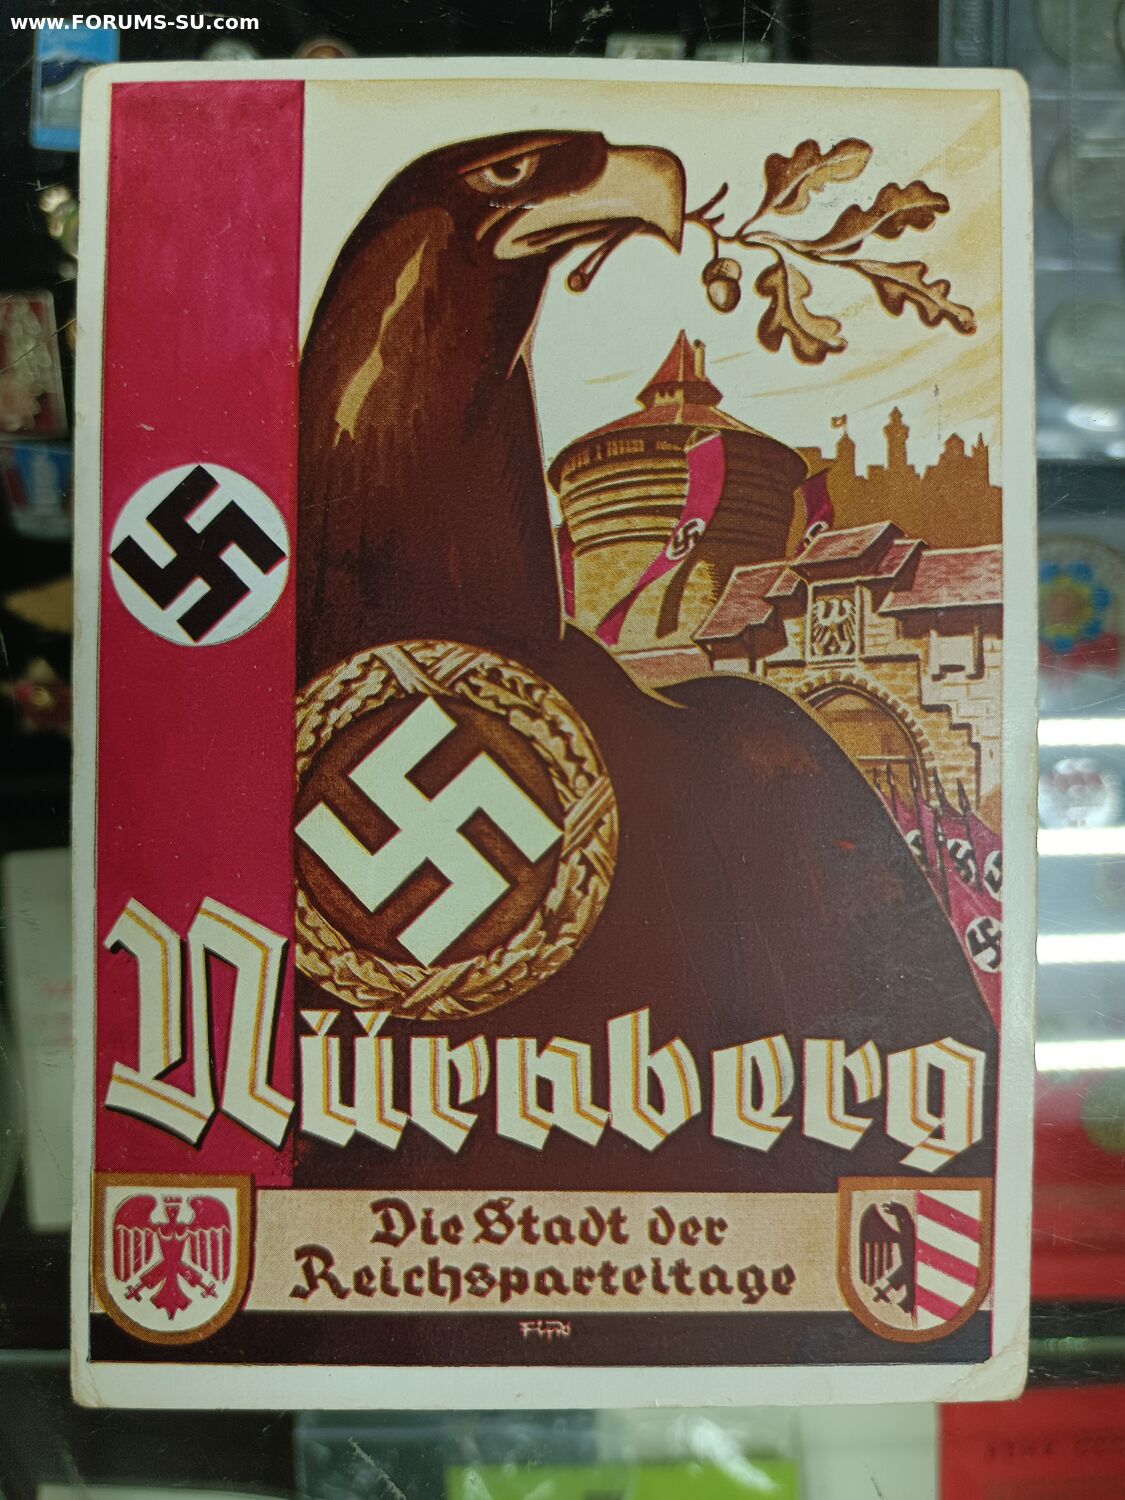 www.FORUMS-SU.com
Nürnberg
Die Stadt der
Reichsparteitage